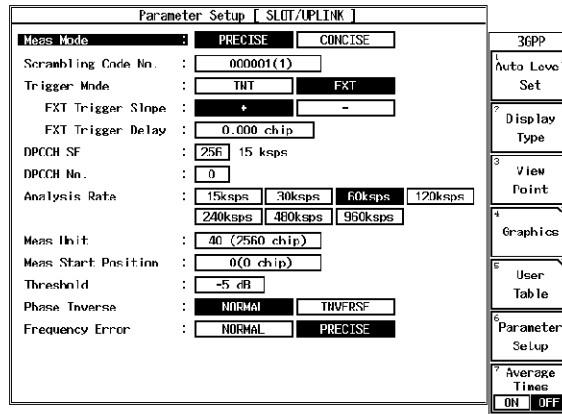 Parameter Setup [ SLOT/UPLINK ]
Meas Mode : PRECISE CONCISE
Scrambling Code No. : 000001(1)
Trigger Mode : INT EXT
EXT Trigger Slope : + -
EXT Trigger Delay : 0.000 chip
DPCCH SF : 256 15 ksps
DPCCH No. : 0
Analysis Rate : 15ksps 30ksps 60ksps 120ksps
240ksps 480ksps 960ksps
Meas Unit : 40 (2560 chip)
Meas Start Position : 0(0 chip)
Threshold : -5 dB
Phase Inverse : NORMAL INVERSE
Frequency Error : NORMAL PRECISE
3GPP
1
Auto Level
Set
2
Display
Type
3
View
Point
4
Graphics
5
User
Table
6
Parameter
Setup
7
Average
Times
ON OFF